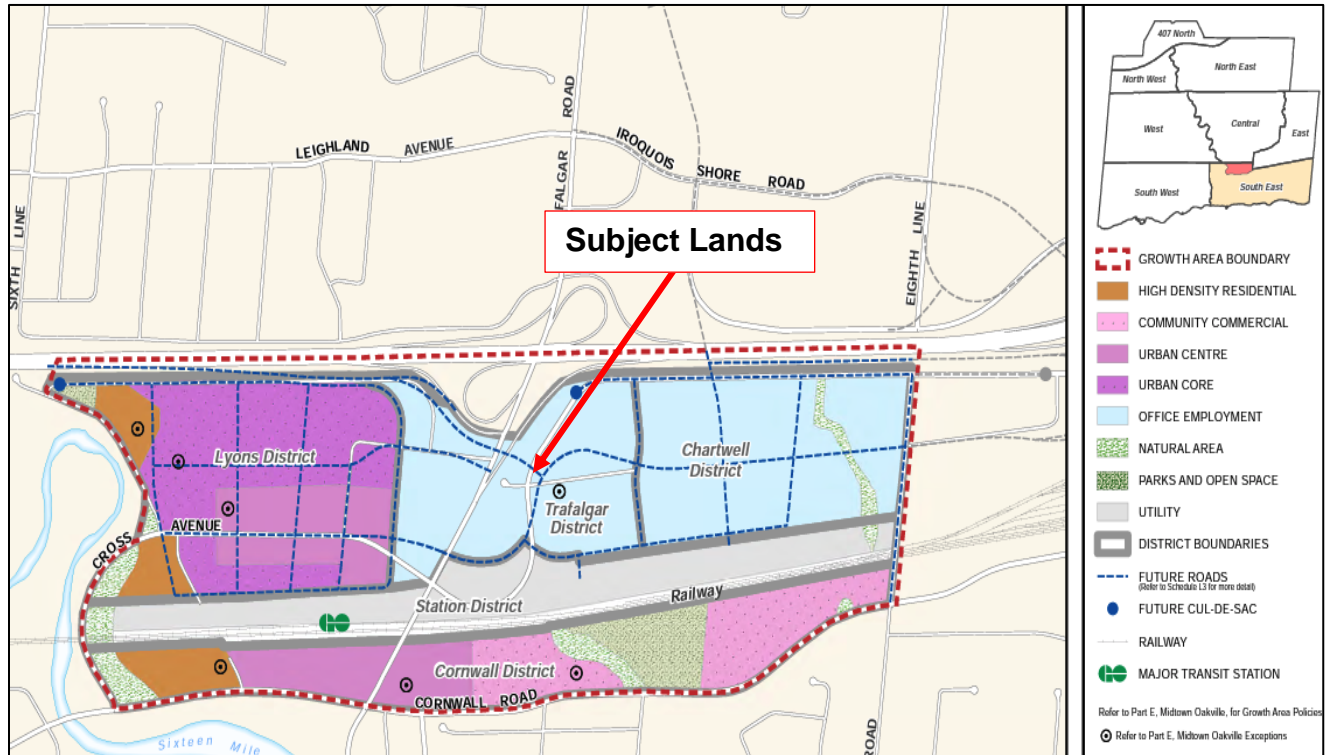 LEIGHLAND AVENUE
FALGAR ROAD
IROQUOIS SHORE ROAD
SIXTH LINE
EIGHTH LINE
Subject Lands
Lyons District
Chartwell
District
Trafalgar
District
CROSS AVENUE
Station District
Railway
Cornwall District
CORNWALL ROAD
ROAD
Sixteen Mile
407 North
North West
North East
West
Central
East
South West
South East
GROWTH AREA BOUNDARY
HIGH DENSITY RESIDENTIAL
COMMUNITY COMMERCIAL
URBAN CENTRE
URBAN CORE
OFFICE EMPLOYMENT
NATURAL AREA
PARKS AND OPEN SPACE
UTILITY
DISTRICT BOUNDARIES
FUTURE ROADS
(Refer to Schedule L3 for more detail)
FUTURE CUL-DE-SAC
RAILWAY
MAJOR TRANSIT STATION
Refer to Part E, Midtown Oakville, for Growth Area Policies
Refer to Part E, Midtown Oakville Exceptions